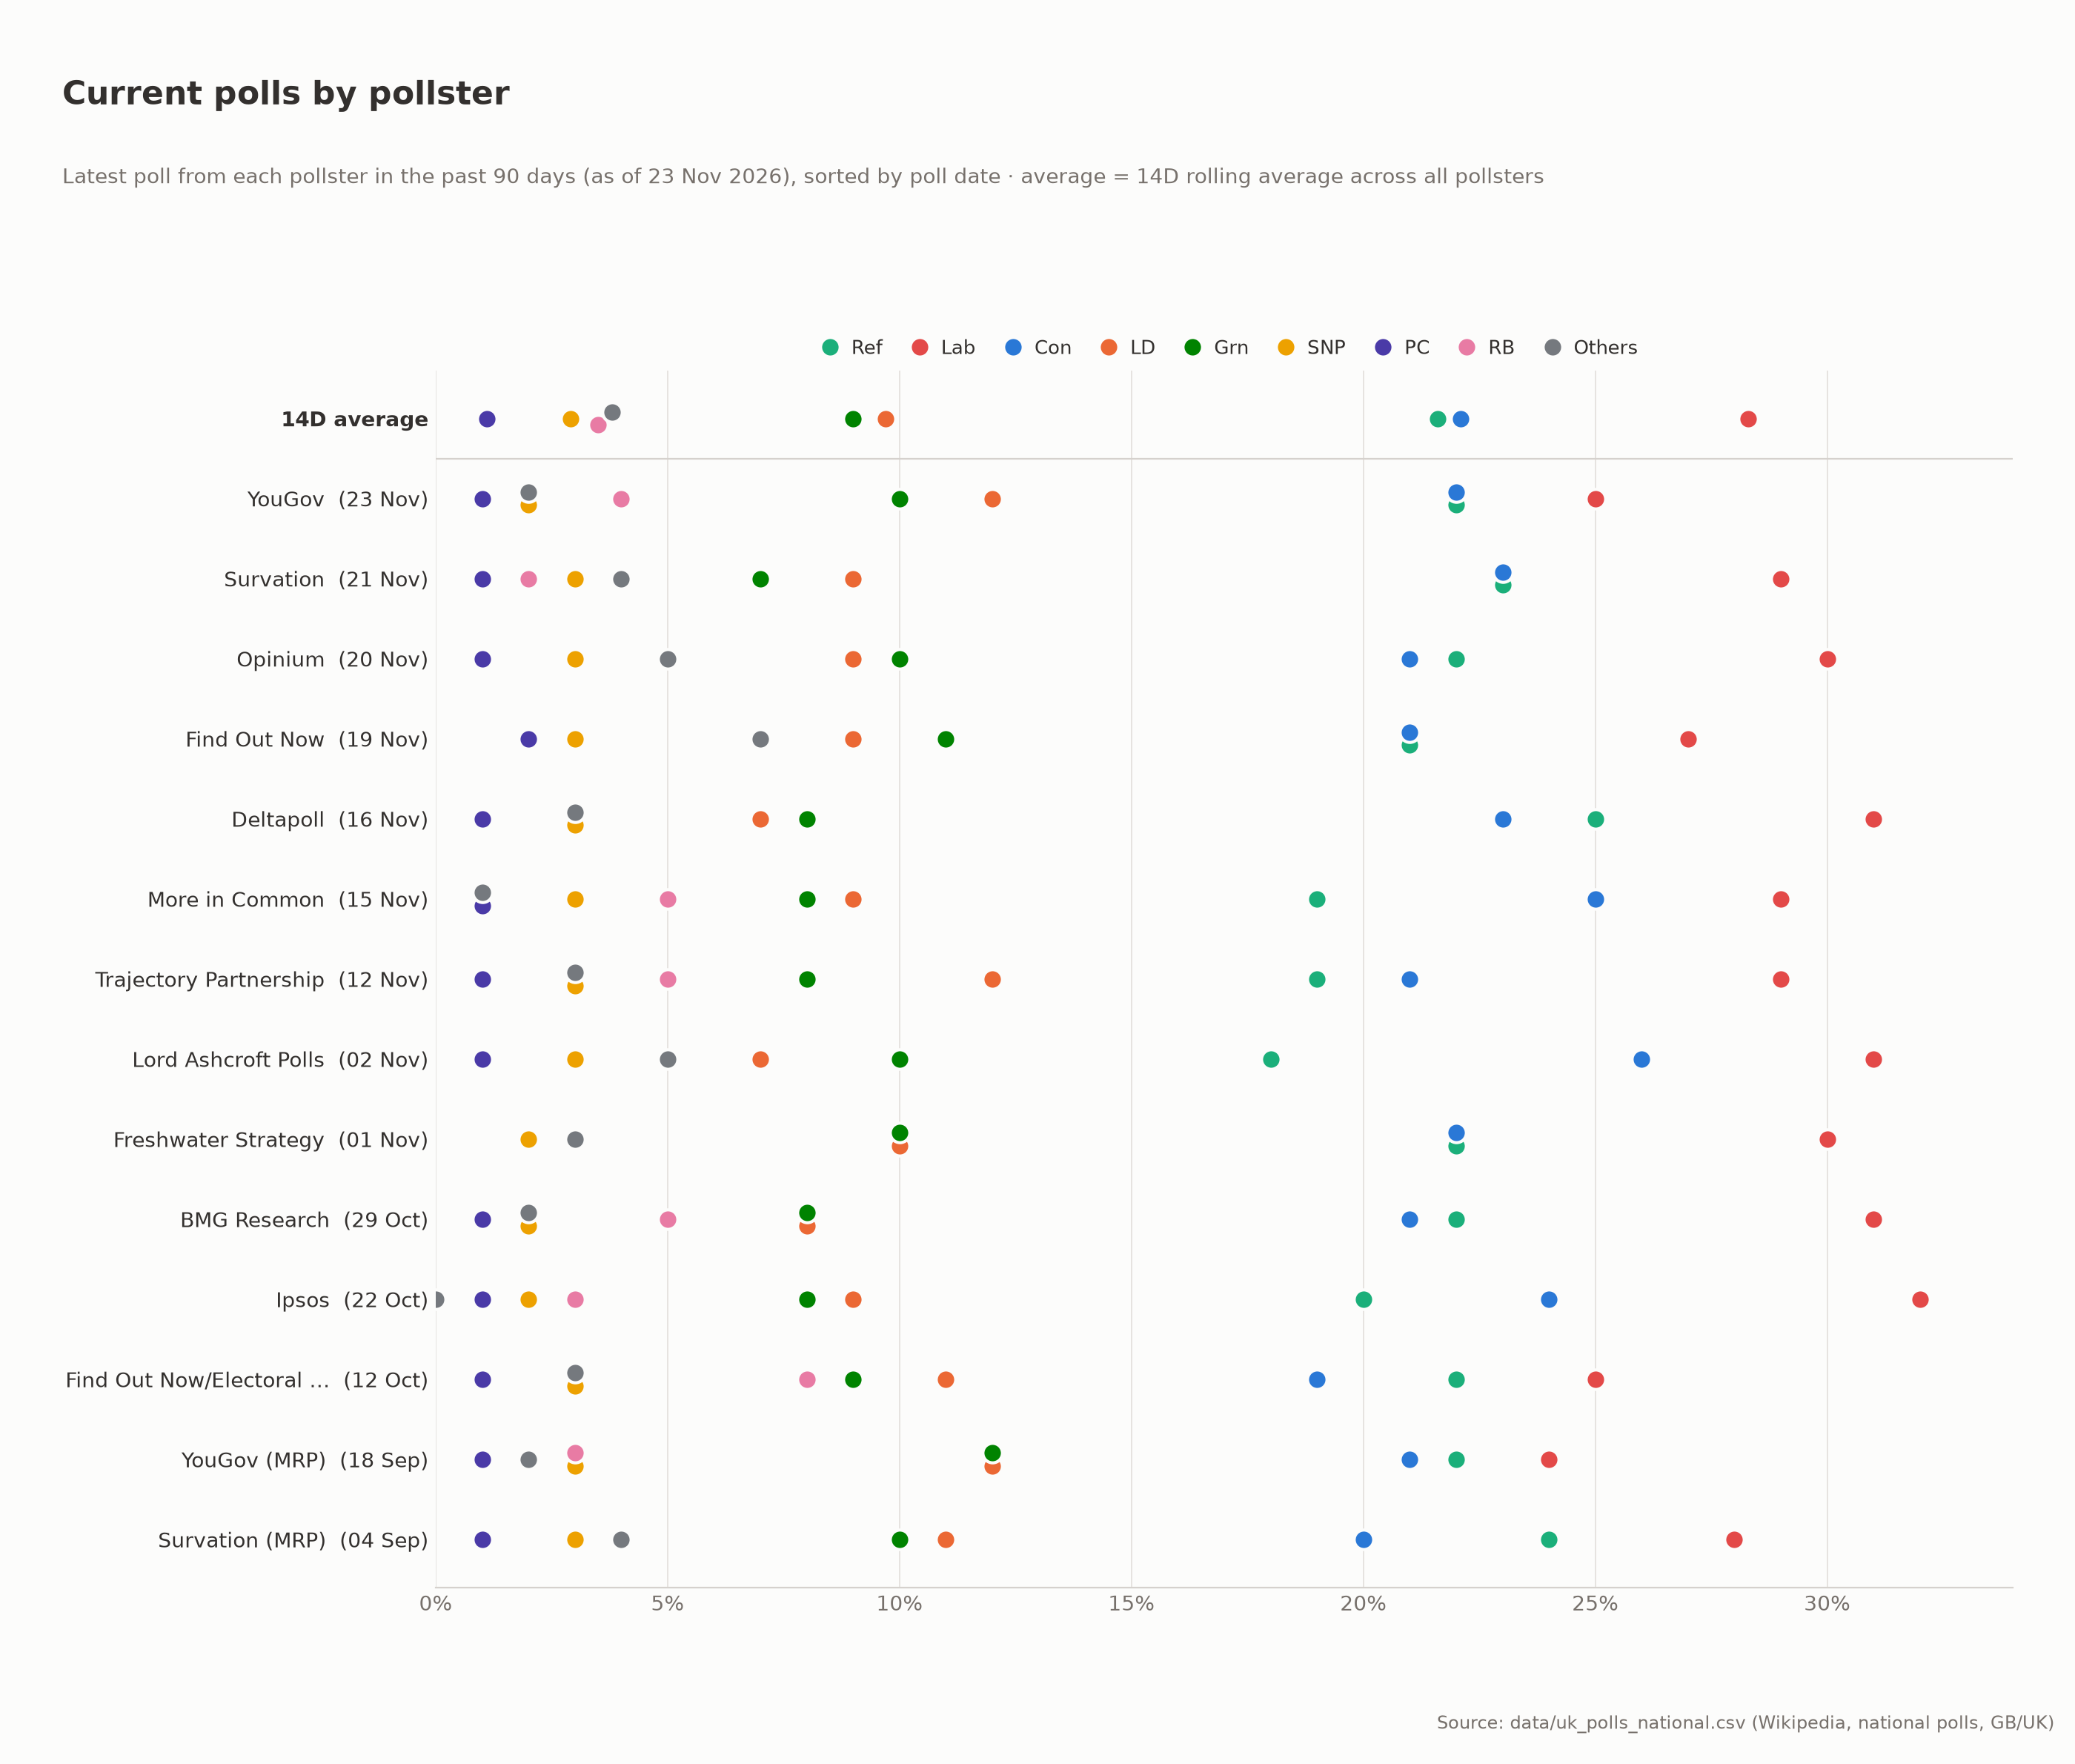 Current polls by pollster
Latest poll from each pollster in the past 90 days (as of 23 Nov 2026), sorted by poll date · average = 14D rolling average across all pollsters
Ref Lab Con LD Grn SNP PC RB Others
14D average
YouGov (23 Nov)
Survation (21 Nov)
Opinium (20 Nov)
Find Out Now (19 Nov)
Deltapoll (16 Nov)
More in Common (15 Nov)
Trajectory Partnership (12 Nov)
Lord Ashcroft Polls (02 Nov)
Freshwater Strategy (01 Nov)
BMG Research (29 Oct)
Ipsos (22 Oct)
Find Out Now/Electoral ... (12 Oct)
YouGov (MRP) (18 Sep)
Survation (MRP) (04 Sep)
0% 5% 10% 15% 20% 25% 30%
Source: data/uk_polls_national.csv (Wikipedia, national polls, GB/UK)